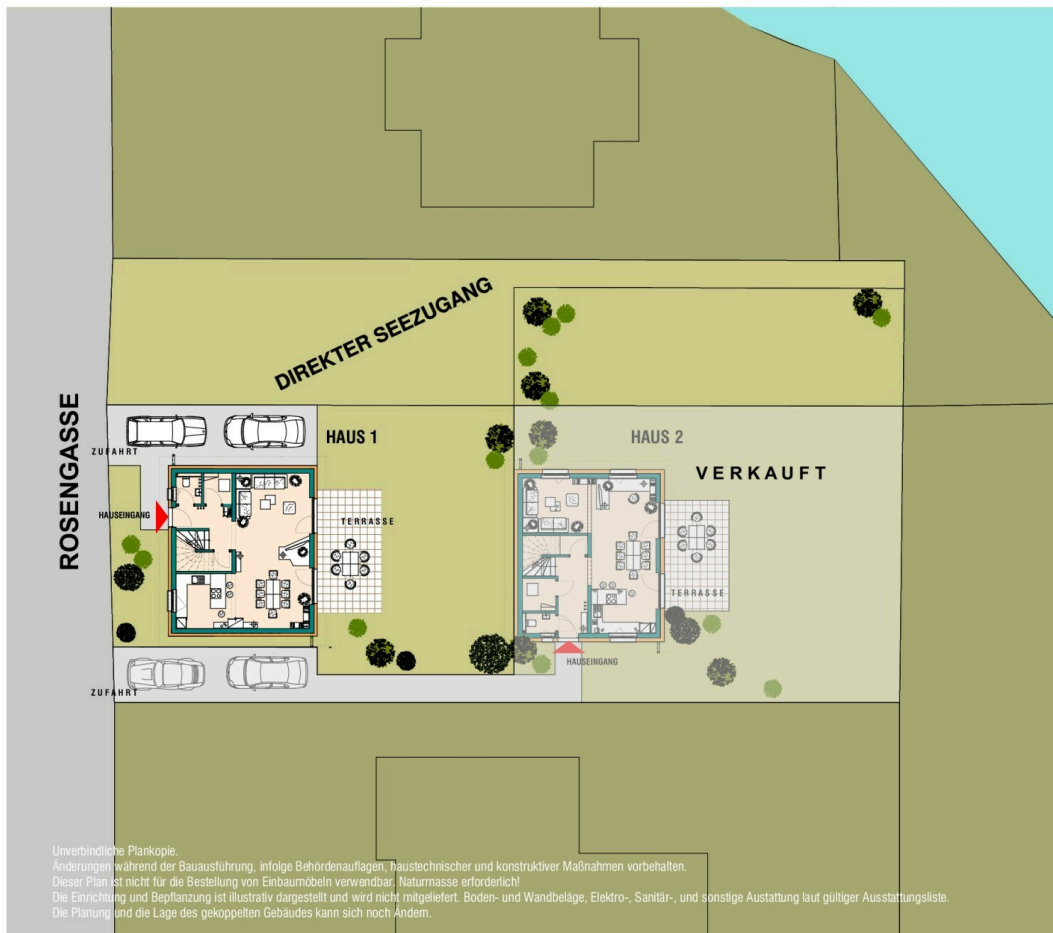 DIREKTER SEEZUGANG
ROSENGASSE
HAUS 1
HAUS 2
VERKAUFT
ZUFAHRT
HAUSEINGANG
TERRASSE
TERRASSE
HAUSEINGANG
ZUFAHRT
Unverbindliche Plankopie.
Änderungen während der Bauausführung, infolge Behördenauflagen, haustechnischer und konstruktiver Maßnahmen vorbehalten.
Dieser Plan ist nicht für die Bestellung von Einbaumöbeln verwendbar, Naturmasse erforderlich!
Die Einrichtung und Bepflanzung ist illustrativ dargestellt und wird nicht mitgeliefert. Boden- und Wandbeläge, Elektro-, Sanitär-, und sonstige Austattung laut gültiger Ausstattungsliste.
Die Planung und die Lage des gekoppelten Gebäudes kann sich noch Ändern.